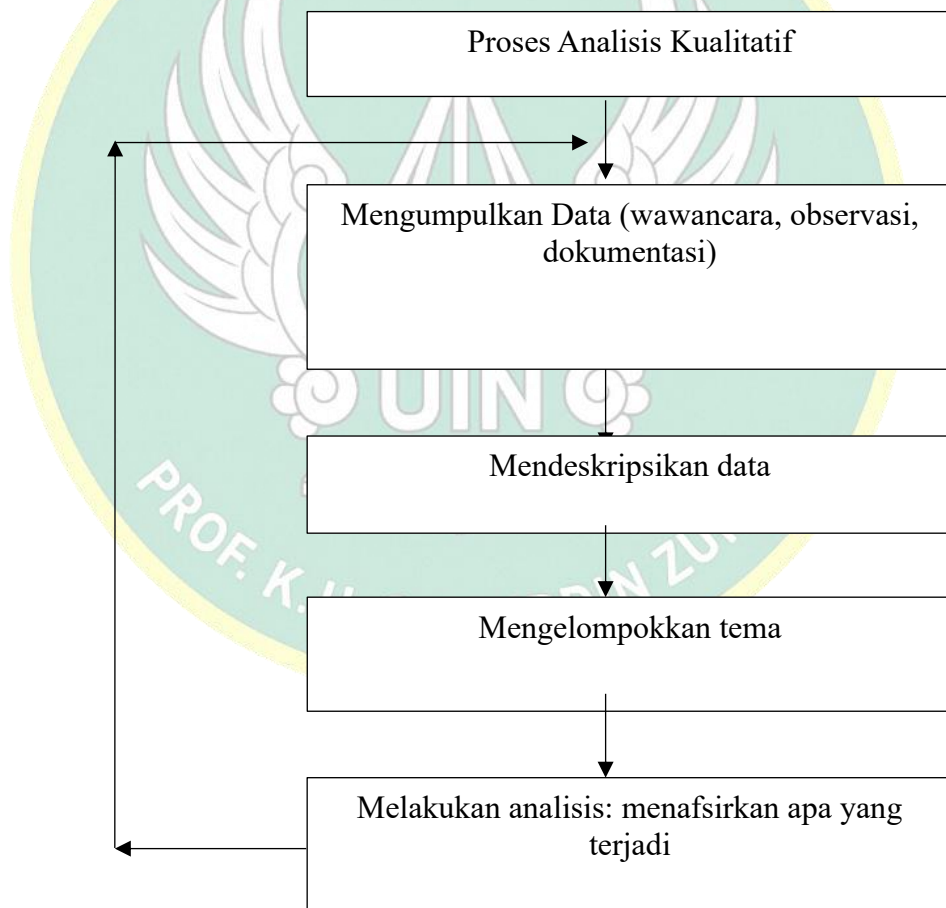 Proses Analisis Kualitatif
Mengumpulkan Data (wawancara, observasi,
dokumentasi)
UIN
Mendeskripsikan data
PROF. K.H.
Mengelompokkan tema
Melakukan analisis: menafsirkan apa yang
terjadi